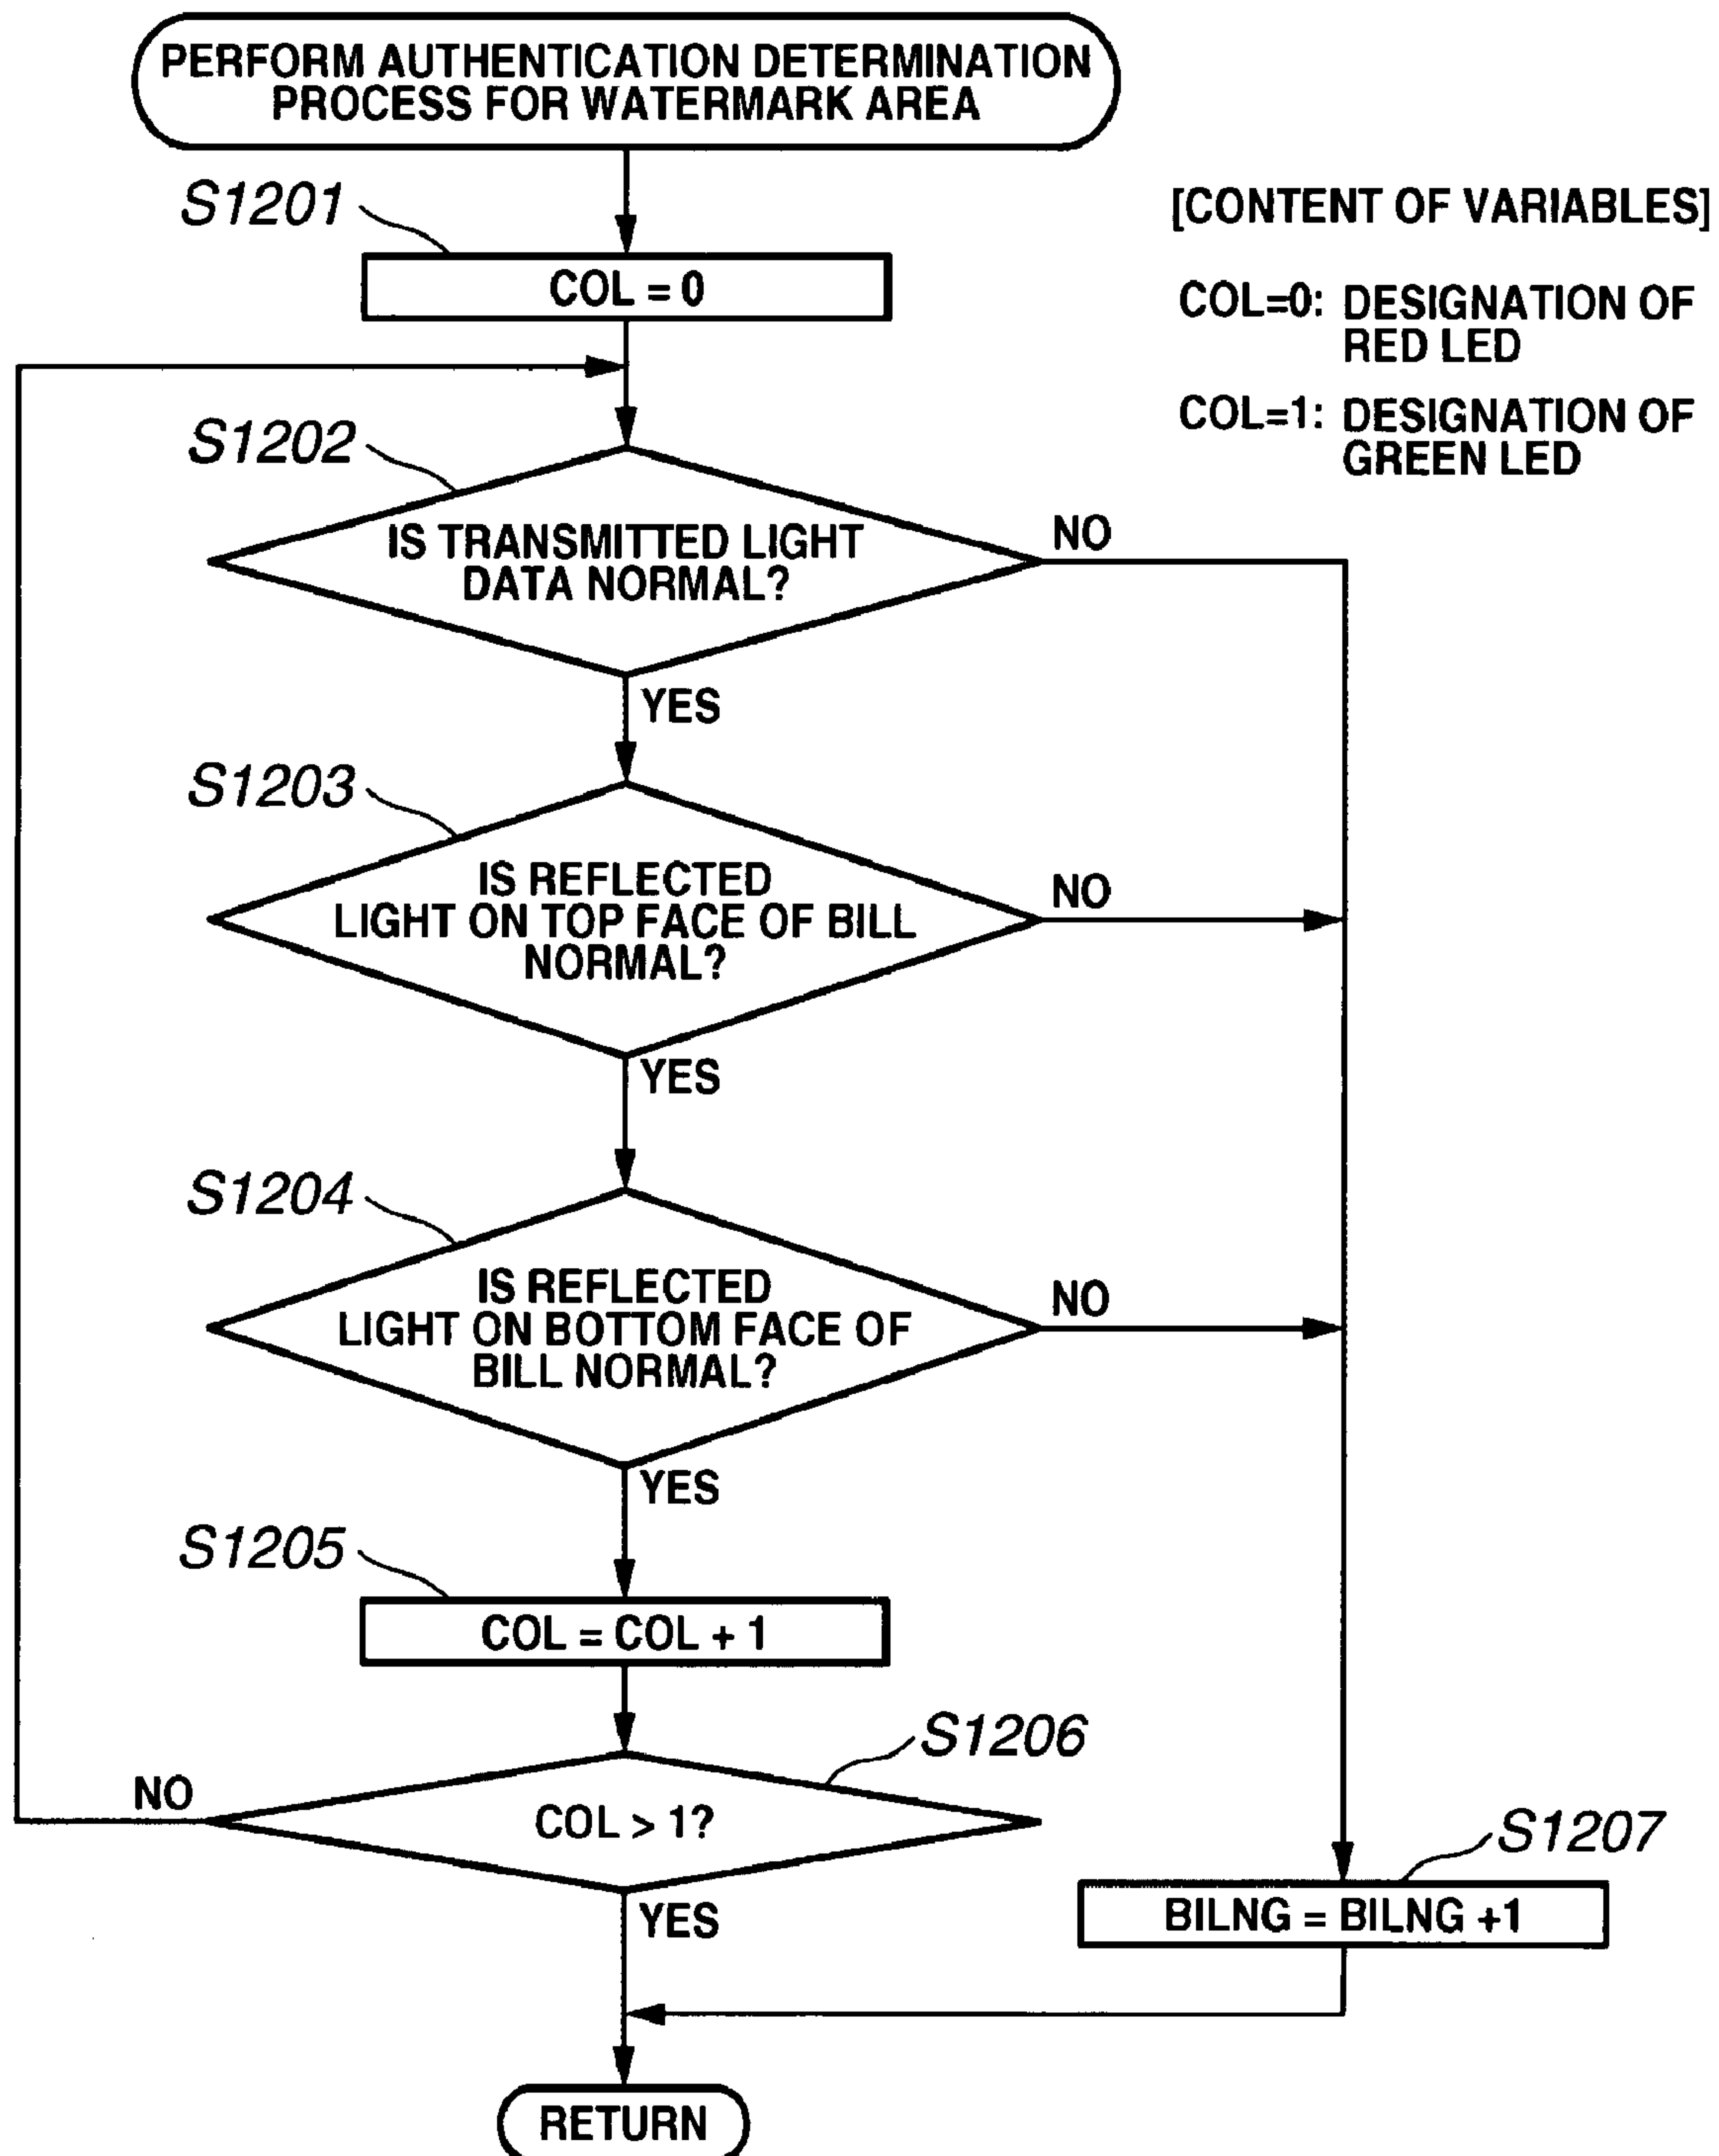 PERFORM AUTHENTICATION DETERMINATION
PROCESS FOR WATERMARK AREA
S1201
COL = 0
[CONTENT OF VARIABLES]
COL=0: DESIGNATION OF
RED LED
COL=1: DESIGNATION OF
GREEN LED
S1202
IS TRANSMITTED LIGHT
DATA NORMAL?
NO
YES
S1203
IS REFLECTED
LIGHT ON TOP FACE OF BILL
NORMAL?
NO
YES
S1204
IS REFLECTED
LIGHT ON BOTTOM FACE OF
BILL NORMAL?
NO
YES
S1205
COL = COL + 1
S1206
COL > 1?
NO
YES
S1207
BILNG = BILNG +1
RETURN